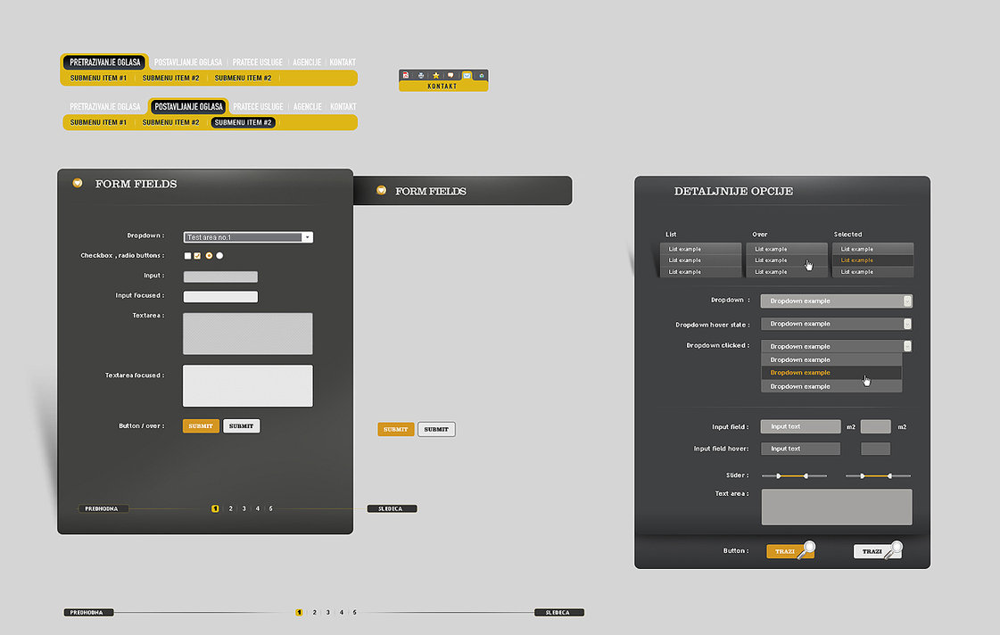 PRETRAZIVANJE OGLASA POSTAVLJANJE OGLASA PRATECE USLUGE AGENCIJE KONTAKT
SUBMENU ITEM #1 SUBMENU ITEM #2 SUBMENU ITEM #2
KONTAKT
PRETRAZIVANJE OGLASA POSTAVLJANJE OGLASA PRATECE USLUGE AGENCIJE KONTAKT
SUBMENU ITEM #1 SUBMENU ITEM #2 SUBMENU ITEM #2
FORM FIELDS
Dropdown :
Test area no.1
Checkbox , radio buttons :
Input :
Input Focused :
Textarea :
Textarea focused :
Button / over :
SUBMIT SUBMIT
PREDHODNA 1 2 3 4 5 SLEDECA
FORM FIELDS
SUBMIT SUBMIT
DETALJNIJE OPCIJE
List Over Selected
List example List example List example
List example List example List example
List example List example List example
Dropdown : Dropdown example
Dropdown hover state : Dropdown example
Dropdown clicked : Dropdown example
Dropdown example
Dropdown example
Dropdown example
Input field : Input text m2 m2
Input field hover: Input text
Slider :
Text area :
Button : TRAZI TRAZI
PREDHODNA 1 2 3 4 5 SLEDECA